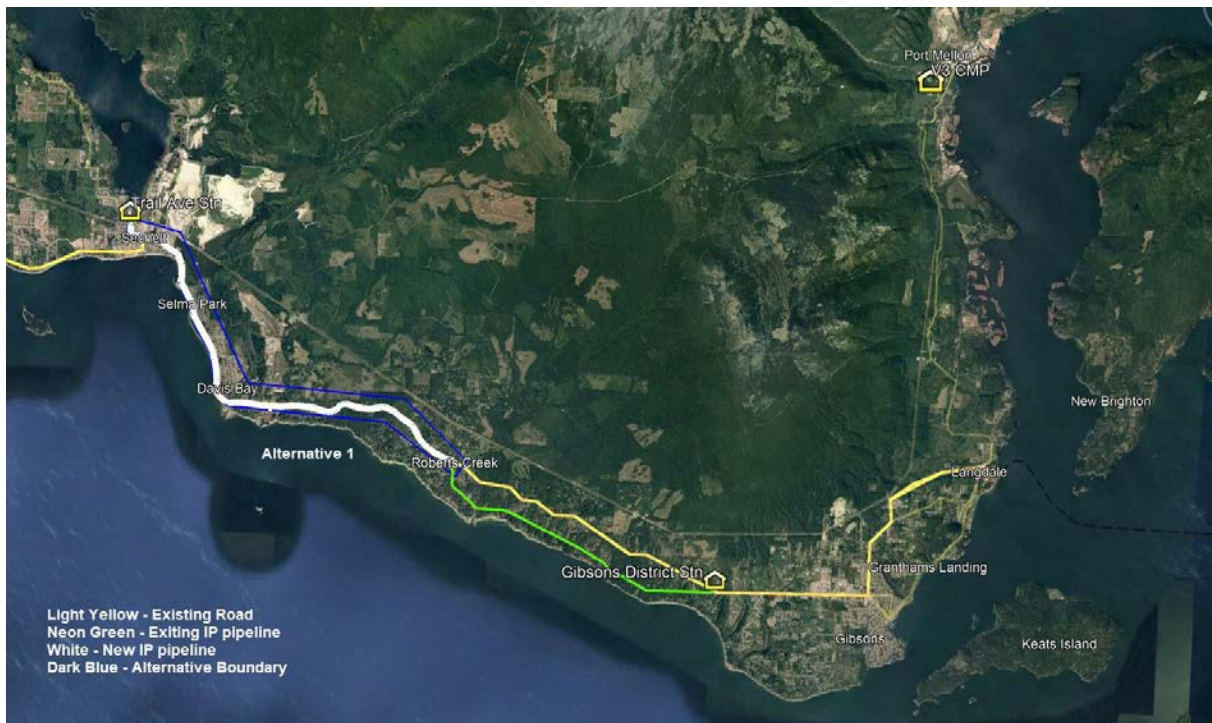 Port Mellon
V3 CMP
Trail Ave Stn
Sechelt
Selma Park
Davis Bay
New Brighton
Alternative 1
Roberts Creek
Langdale
Gibsons District Stn
Granthams Landing
Gibsons
Keats Island
Light Yellow - Existing Road
Neon Green - Exiting IP pipeline
White - New IP pipeline
Dark Blue - Alternative Boundary